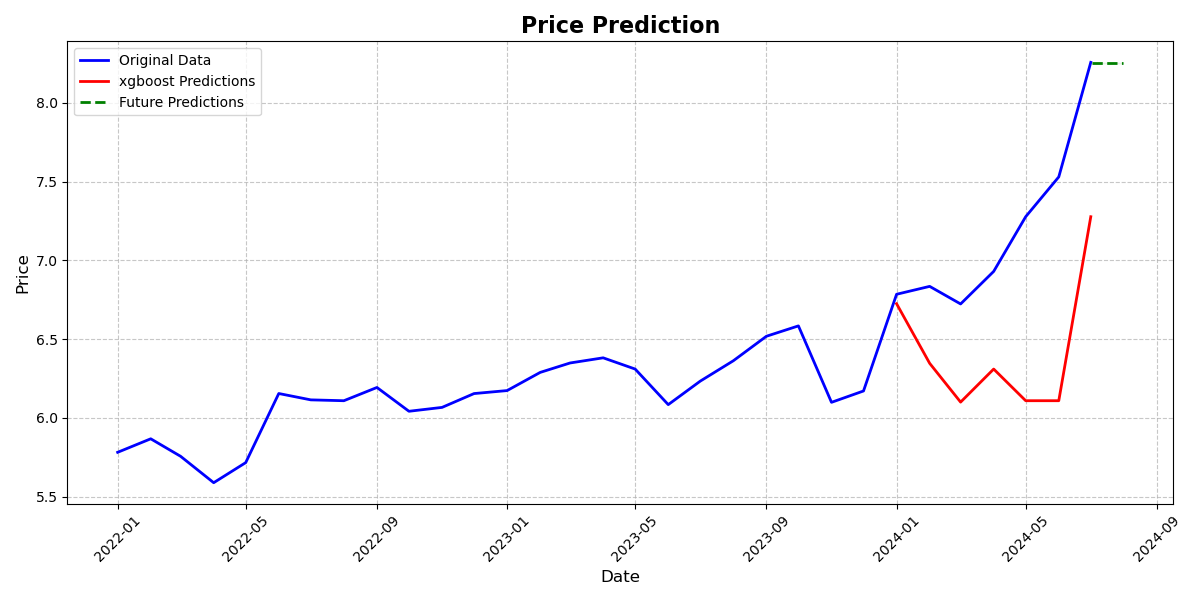 Price Prediction
Original Data
xgboost Predictions
Future Predictions
Price
8.0
7.5
7.0
6.5
6.0
5.5
2022-01
2022-05
2022-09
2023-01
2023-05
2023-09
2024-01
2024-05
2024-09
Date